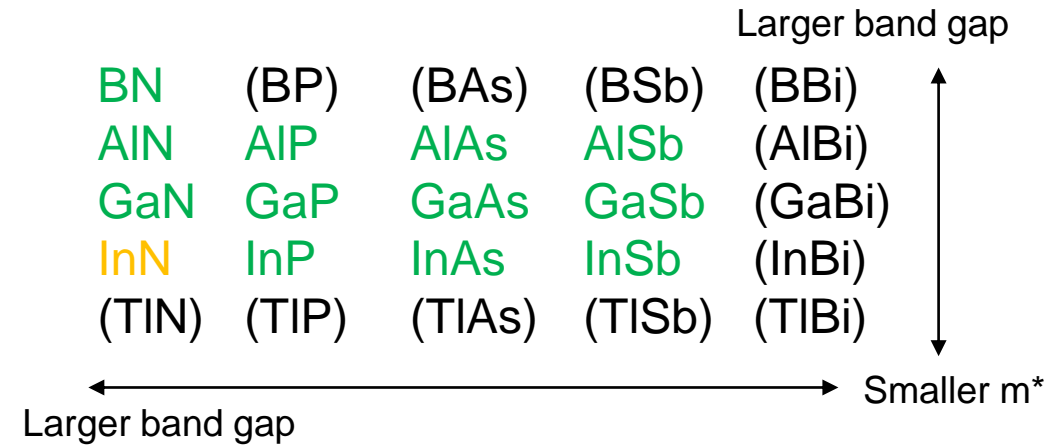 Larger band gap
BN (BP) (BAs) (BSb) (BBi)
AlN AlP AlAs AlSb (AlBi)
GaN GaP GaAs GaSb (GaBi)
InN InP InAs InSb (InBi)
(TlN) (TlP) (TlAs) (TlSb) (TlBi)
Smaller m*
Larger band gap